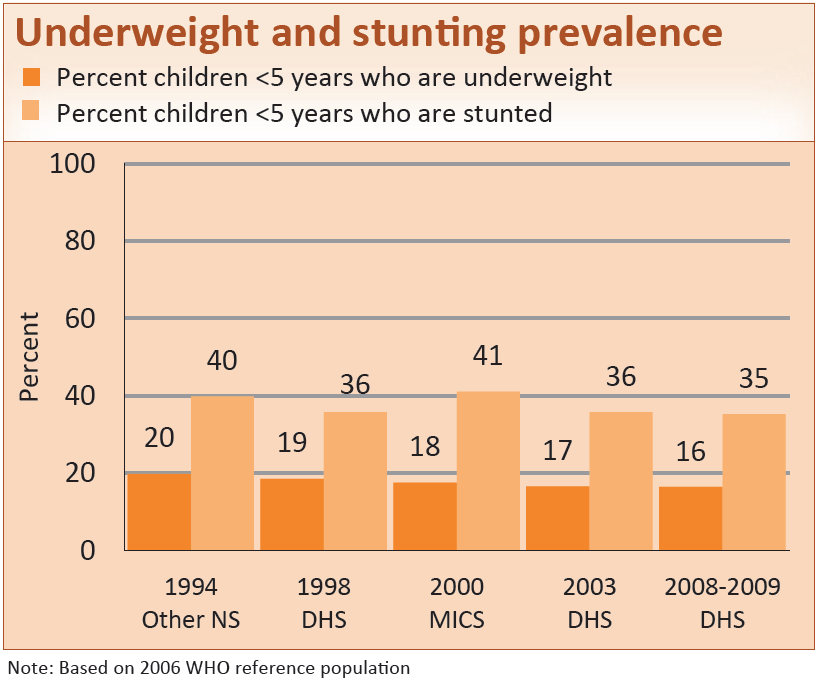 Underweight and stunting prevalence
Percent children <5 years who are underweight
Percent children <5 years who are stunted
Percent
100
80
60
40
20
0
20
40
19
36
18
41
17
36
16
35
1994
Other NS
1998
DHS
2000
MICS
2003
DHS
2008-2009
DHS
Note: Based on 2006 WHO reference population